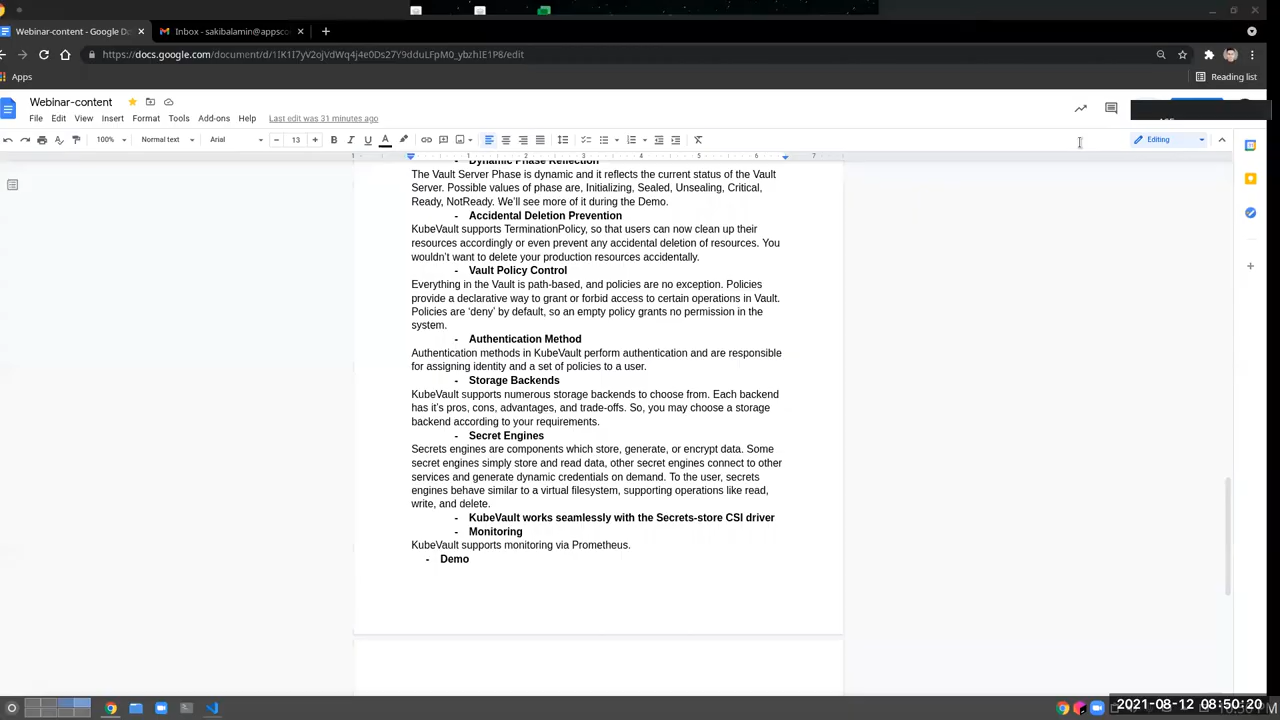 Webinar-content - Google D
Inbox - sakibalamin@appsco
https://docs.google.com/document/d/1IK1I7yV2ojVdWq4j4e0Ds27Y9dduLFpM0_ybzhIE1P8/edit
Apps
Reading list
Webinar-content
File Edit View Insert Format Tools Add-ons Help Last edit was 31 minutes ago
100% Normal text Arial 13 Editing
1 1 2 3 4 5 6 7
- Dynamic Phase Reflection
The Vault Server Phase is dynamic and it reflects the current status of the Vault
Server. Possible values of phase are, Initializing, Sealed, Unsealing, Critical,
Ready, NotReady. We’ll see more of it during the Demo.
- Accidental Deletion Prevention
KubeVault supports TerminationPolicy, so that users can now clean up their
resources accordingly or even prevent any accidental deletion of resources. You
wouldn’t want to delete your production resources accidentally.
- Vault Policy Control
Everything in the Vault is path-based, and policies are no exception. Policies
provide a declarative way to grant or forbid access to certain operations in Vault.
Policies are ‘deny’ by default, so an empty policy grants no permission in the
system.
- Authentication Method
Authentication methods in KubeVault perform authentication and are responsible
for assigning identity and a set of policies to a user.
- Storage Backends
KubeVault supports numerous storage backends to choose from. Each backend
has it’s pros, cons, advantages, and trade-offs. So, you may choose a storage
backend according to your requirements.
- Secret Engines
Secrets engines are components which store, generate, or encrypt data. Some
secret engines simply store and read data, other secret engines connect to other
services and generate dynamic credentials on demand. To the user, secrets
engines behave similar to a virtual filesystem, supporting operations like read,
write, and delete.
- KubeVault works seamlessly with the Secrets-store CSI driver
- Monitoring
KubeVault supports monitoring via Prometheus.
- Demo
2021-08-12 08:50:20